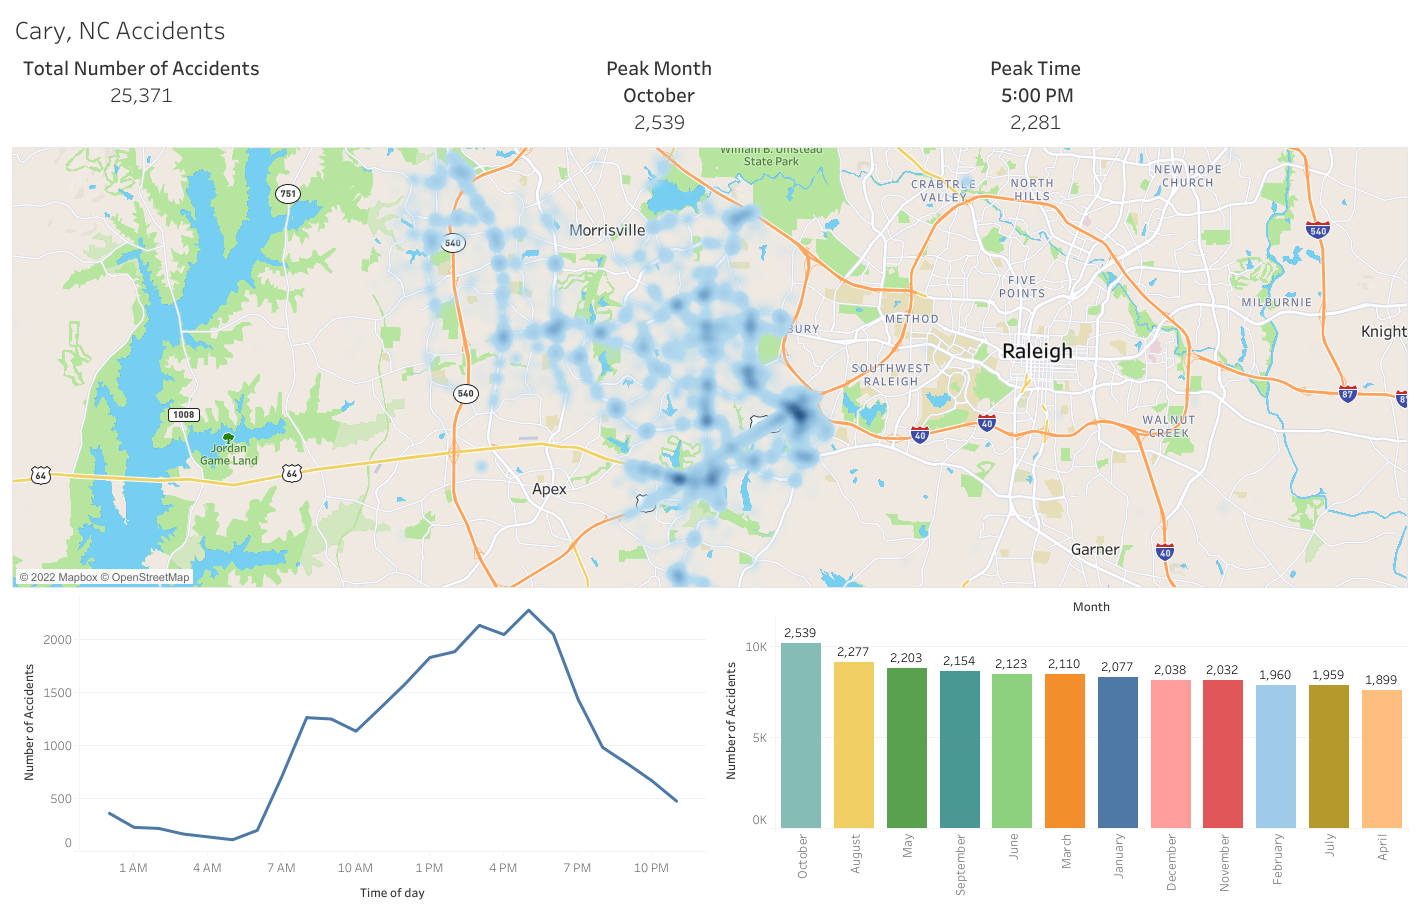 Cary, NC Accidents
Total Number of Accidents
25,371
Peak Month
October
2,539
Peak Time
5:00 PM
2,281
William B. Umstead
State Park
751
CRABTREE
VALLEY
NORTH
HILLS
NEW HOPE
CHURCH
540
Morrisville
540
FIVE
POINTS
MILBURNIE
BURY
METHOD
Knight
Raleigh
SOUTHWEST
RALEIGH
540
87
87
1008
40
40
WALNUT
CREEK
Jordan
Game Land
64
64
Apex
Garner
40
© 2022 Mapbox © OpenStreetMap
Number of Accidents
2000
1500
1000
500
0
1 AM
4 AM
7 AM
10 AM
1 PM
4 PM
7 PM
10 PM
Time of day
Month
Number of Accidents
10K
5K
0K
2,539
2,277
2,203
2,154
2,123
2,110
2,077
2,038
2,032
1,960
1,959
1,899
October
August
May
September
June
March
January
December
November
February
July
April